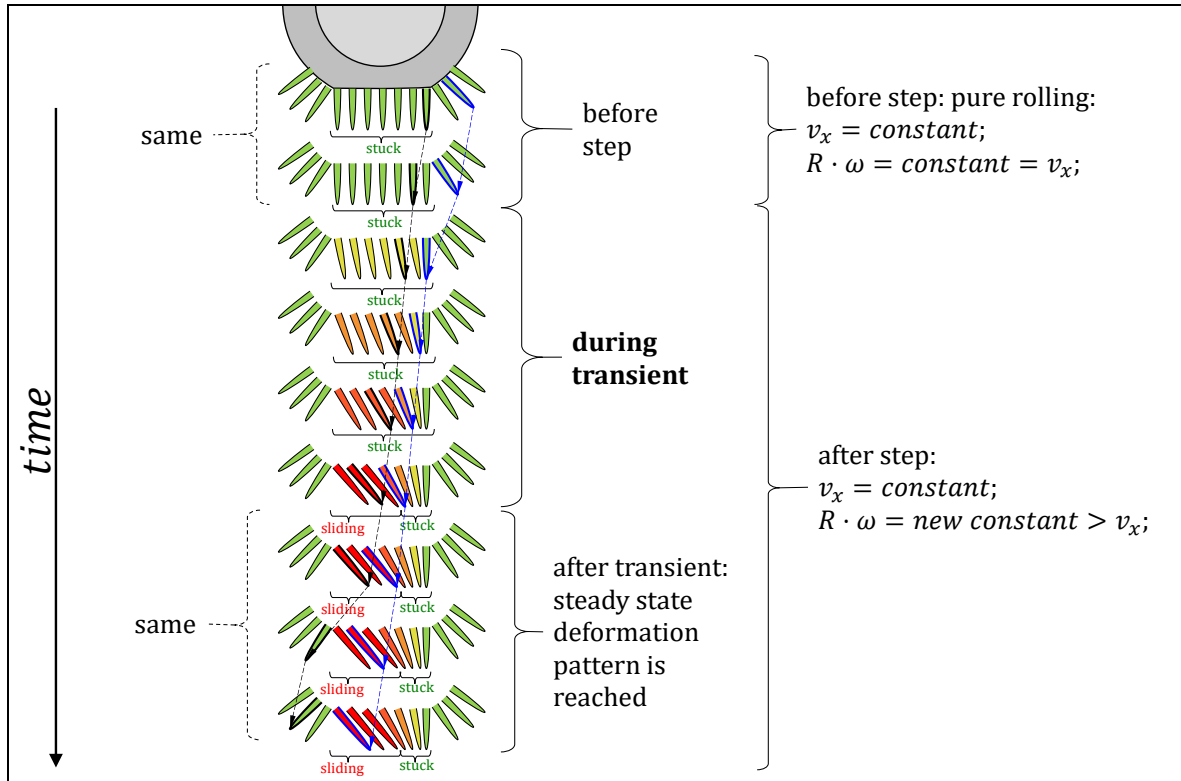 time
same
stuck
stuck
stuck
stuck
stuck
sliding stuck
same
sliding stuck
sliding stuck
sliding stuck
before
step
during
transient
after transient:
steady state
deformation
pattern is
reached
before step: pure rolling:
v_x = constant;
R · ω = constant = v_x;
after step:
v_x = constant;
R · ω = new constant > v_x;